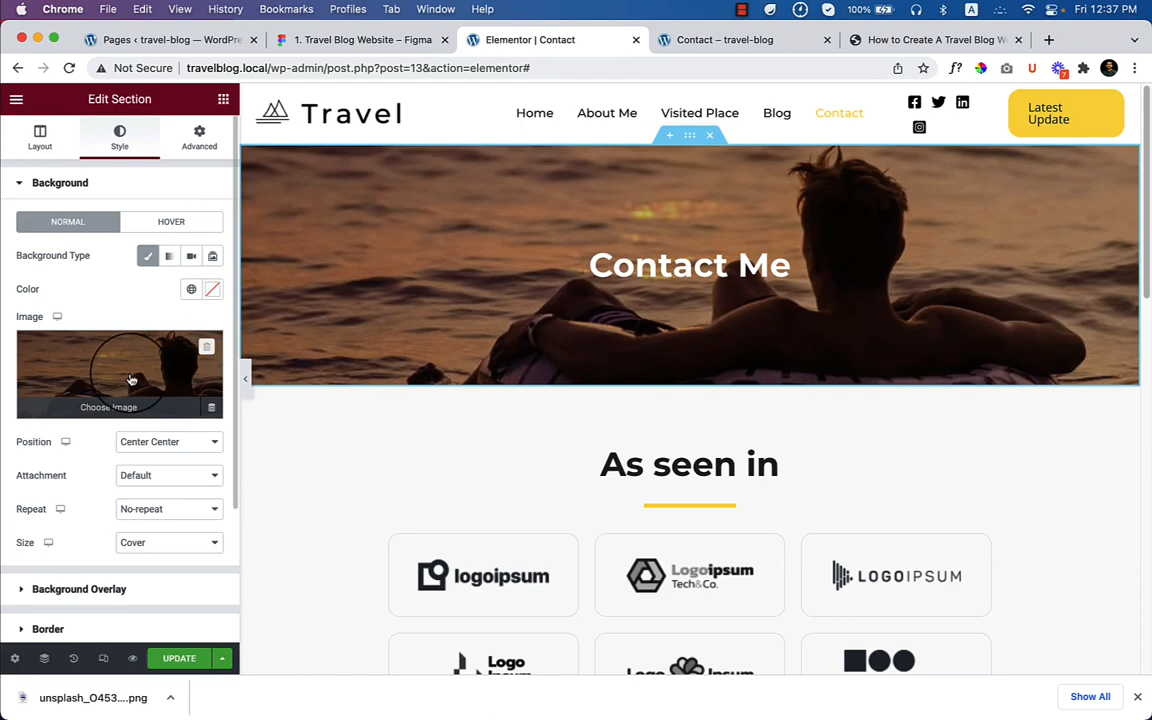 Chrome File Edit View History Bookmarks Profiles Tab Window Help 100% A Fri 12:37 PM
Pages ‹ travel-blog — WordPre
1. Travel Blog Website – Figma
Elementor | Contact
Contact – travel-blog
How to Create A Travel Blog W
Not Secure travelblog.local/wp-admin/post.php?post=13&action=elementor#
f? U 7
Edit Section
Layout Style Advanced
Background
NORMAL HOVER
Background Type
Color
Image
Choose Image
Position Center Center
Attachment Default
Repeat No-repeat
Size Cover
Background Overlay
Border
UPDATE
Travel
Home About Me Visited Place Blog Contact
Latest
Update
Contact Me
As seen in
logoipsum
Logoipsum
Tech&Co.
LOGOIPSUM
Logo
unsplash_O453....png
Show All